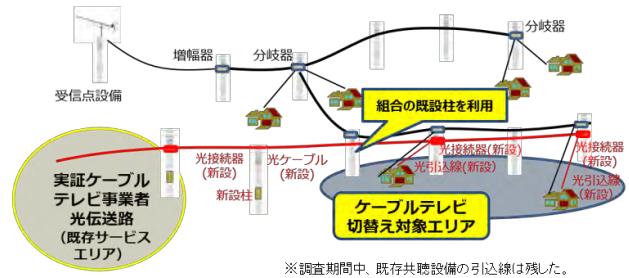 受信点設備
増幅器
分岐器
分岐器
組合の既設柱を利用
光接続器
(新設)
光ケーブル
(新設)
新設柱
光接続器(新設)
光引込線(新設)
光接続器
(新設)
光引込線
(新設)
実証ケーブル
テレビ事業者
光伝送路
(既存サービス
エリア)
ケーブルテレビ
切替え対象エリア
※調査期間中、既存共聴設備の引込線は残した。